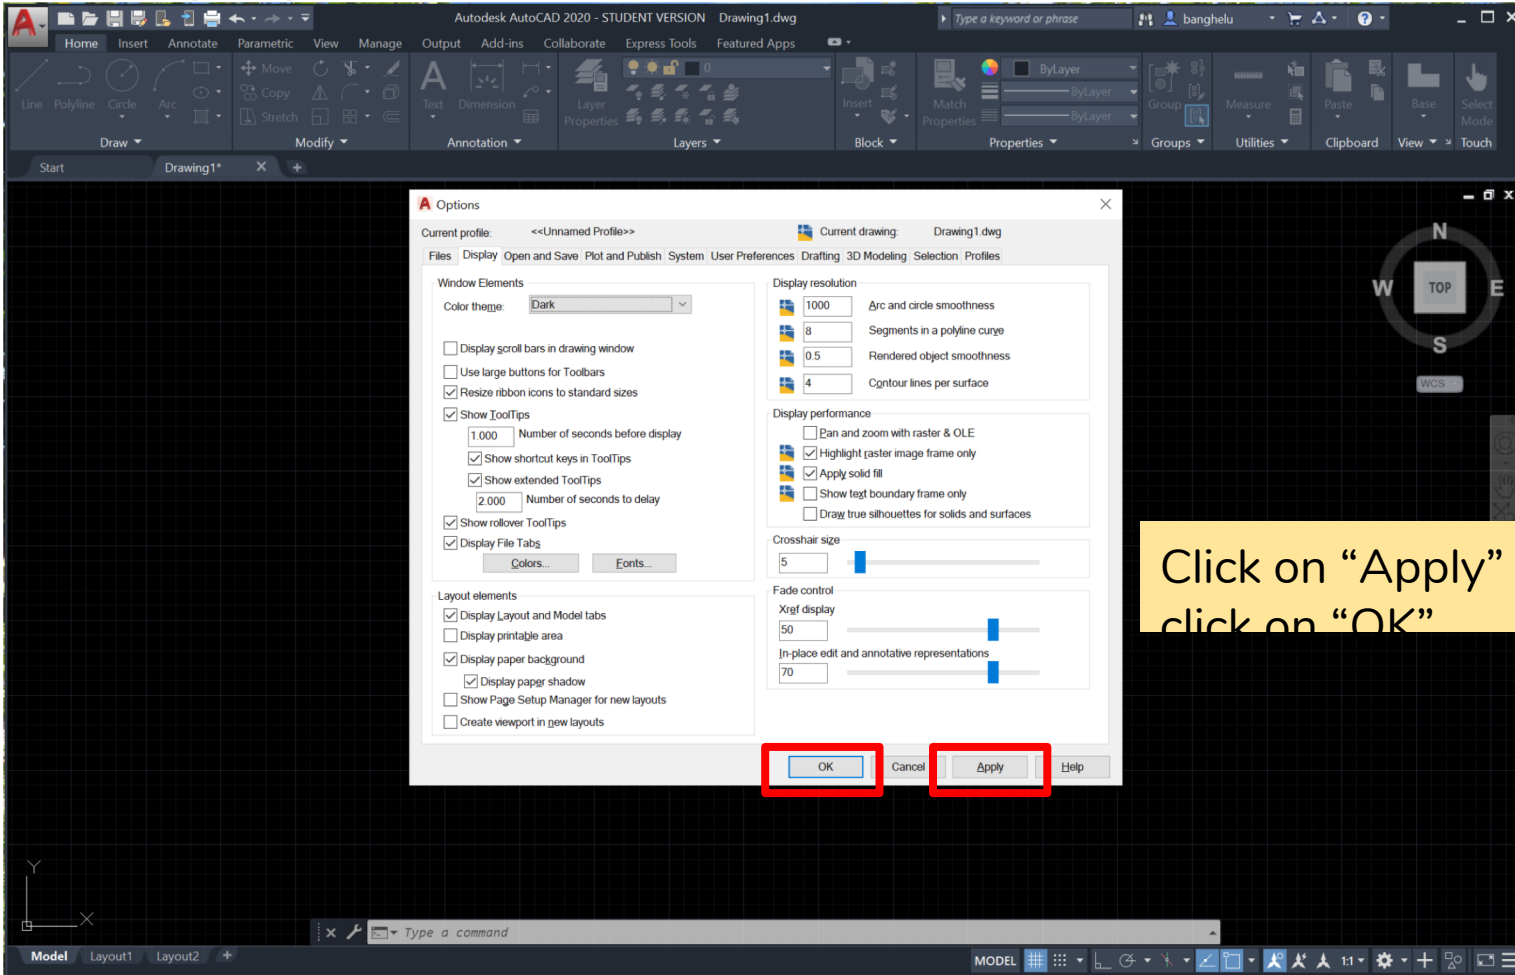 Autodesk AutoCAD 2020 - STUDENT VERSION Drawing1.dwg
Type a keyword or phrase
banghelu
Home Insert Annotate Parametric View Manage Output Add-ins Collaborate Express Tools Featured Apps
Line Polyline Circle Arc
Move
Copy
Stretch
Text Dimension
Layer
Properties
0
Insert
Match
Properties
ByLayer
ByLayer
ByLayer
Group
Measure
Paste
Base
Select
Mode
Draw Modify Annotation Layers Block Properties Groups Utilities Clipboard View Touch
Start Drawing1*
A Options
Current profile: <<Unnamed Profile>> Current drawing: Drawing1.dwg
Files Display Open and Save Plot and Publish System User Preferences Drafting 3D Modeling Selection Profiles
Window Elements
Color theme: Dark
Display scroll bars in drawing window
Use large buttons for Toolbars
Resize ribbon icons to standard sizes
Show ToolTips
1.000 Number of seconds before display
Show shortcut keys in ToolTips
Show extended ToolTips
2.000 Number of seconds to delay
Show rollover ToolTips
Display File Tabs
Colors... Fonts...
Layout elements
Display Layout and Model tabs
Display printable area
Display paper background
Display paper shadow
Show Page Setup Manager for new layouts
Create viewport in new layouts
Display resolution
1000 Arc and circle smoothness
8 Segments in a polyline curve
0.5 Rendered object smoothness
4 Contour lines per surface
Display performance
Pan and zoom with raster & OLE
Highlight raster image frame only
Apply solid fill
Show text boundary frame only
Draw true silhouettes for solids and surfaces
Crosshair size
5
Fade control
Xref display
50
In-place edit and annotative representations
70
OK Cancel Apply Help
N
W TOP E
S
WCS
Click on “Apply”
click on “OK”
Y
X
Type a command
Model Layout1 Layout2
MODEL 1:1